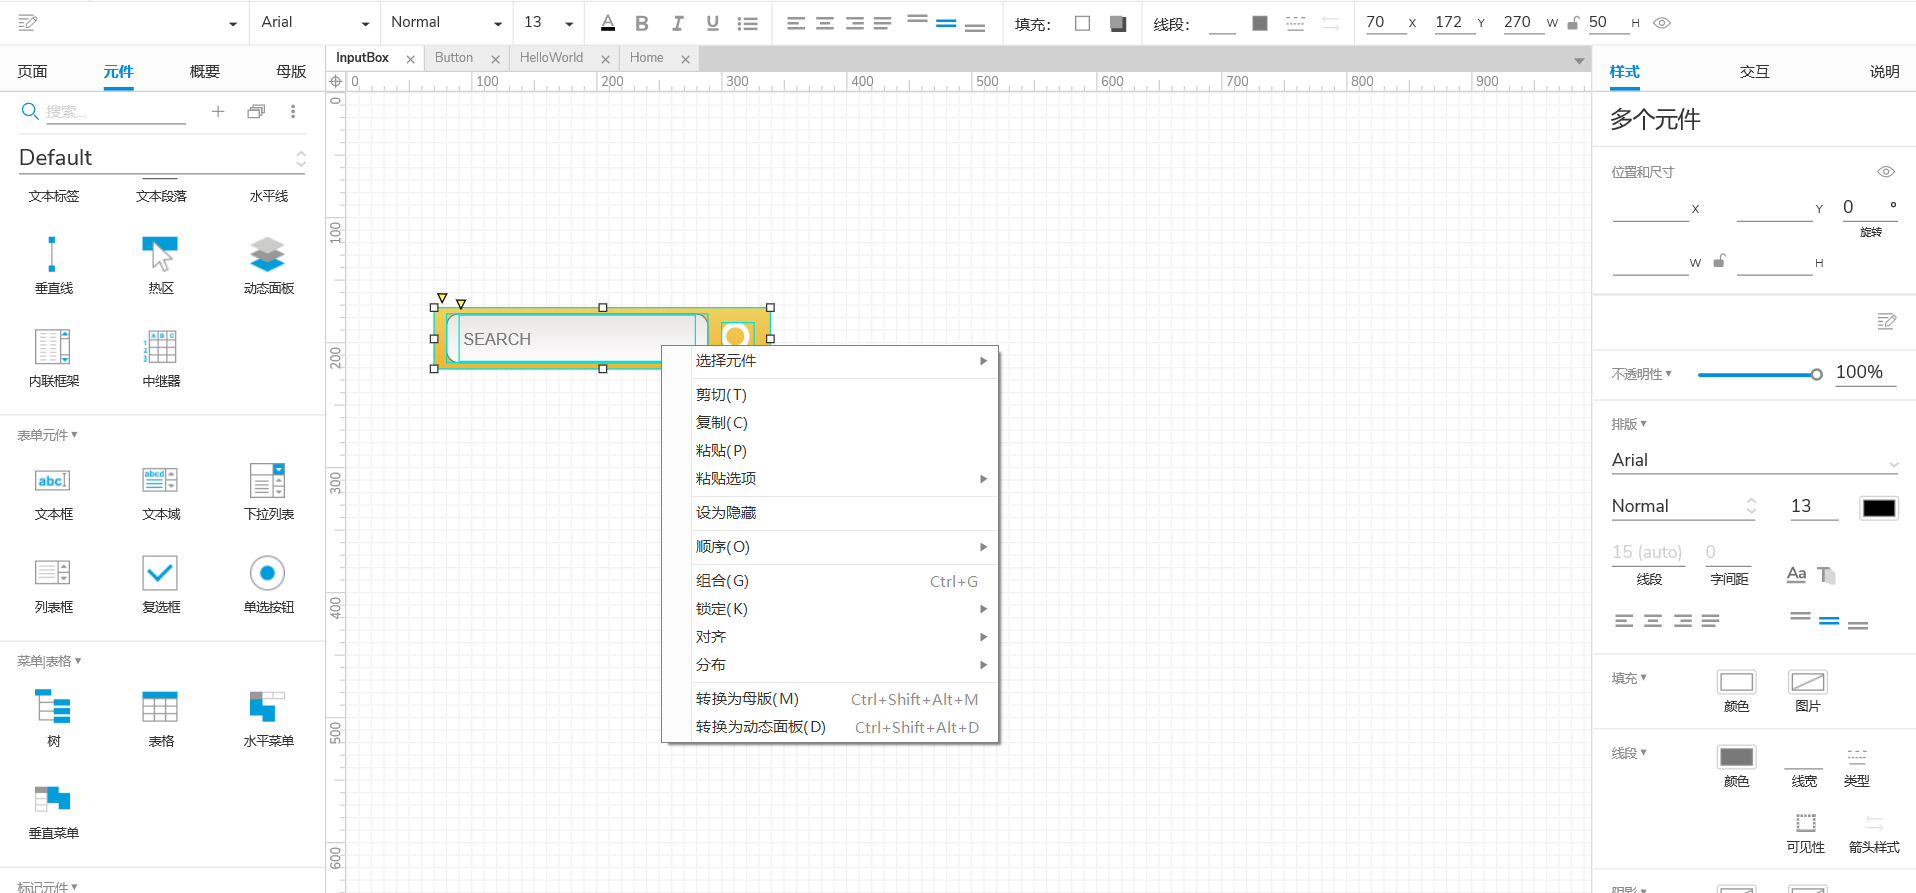 Arial
Normal
13
填充：
线段：
70 X 172 Y 270 W 50 H
页面 元件 概要 母版
InputBox Button HelloWorld Home
样式 交互 说明
0 100 200 300 400 500 600 700 800 900
0
100
200
300
400
500
600
搜索...
Default
文本标签 文本段落 水平线
垂直线 热区 动态面板
内联框架 中继器
表单元件
文本框 文本域 下拉列表
列表框 复选框 单选按钮
菜单|表格
树 表格 水平菜单
垂直菜单
标记元件
SEARCH
选择元件
剪切(T)
复制(C)
粘贴(P)
粘贴选项
设为隐藏
顺序(O)
组合(G) Ctrl+G
锁定(K)
对齐
分布
转换为母版(M) Ctrl+Shift+Alt+M
转换为动态面板(D) Ctrl+Shift+Alt+D
多个元件
位置和尺寸
X Y 0 °
旋转
W H
不透明性 100%
排版
Arial
Normal 13
15 (auto) 0
线段 字间距
填充
颜色 图片
线段
颜色 线宽 类型
可见性 箭头样式
阴影